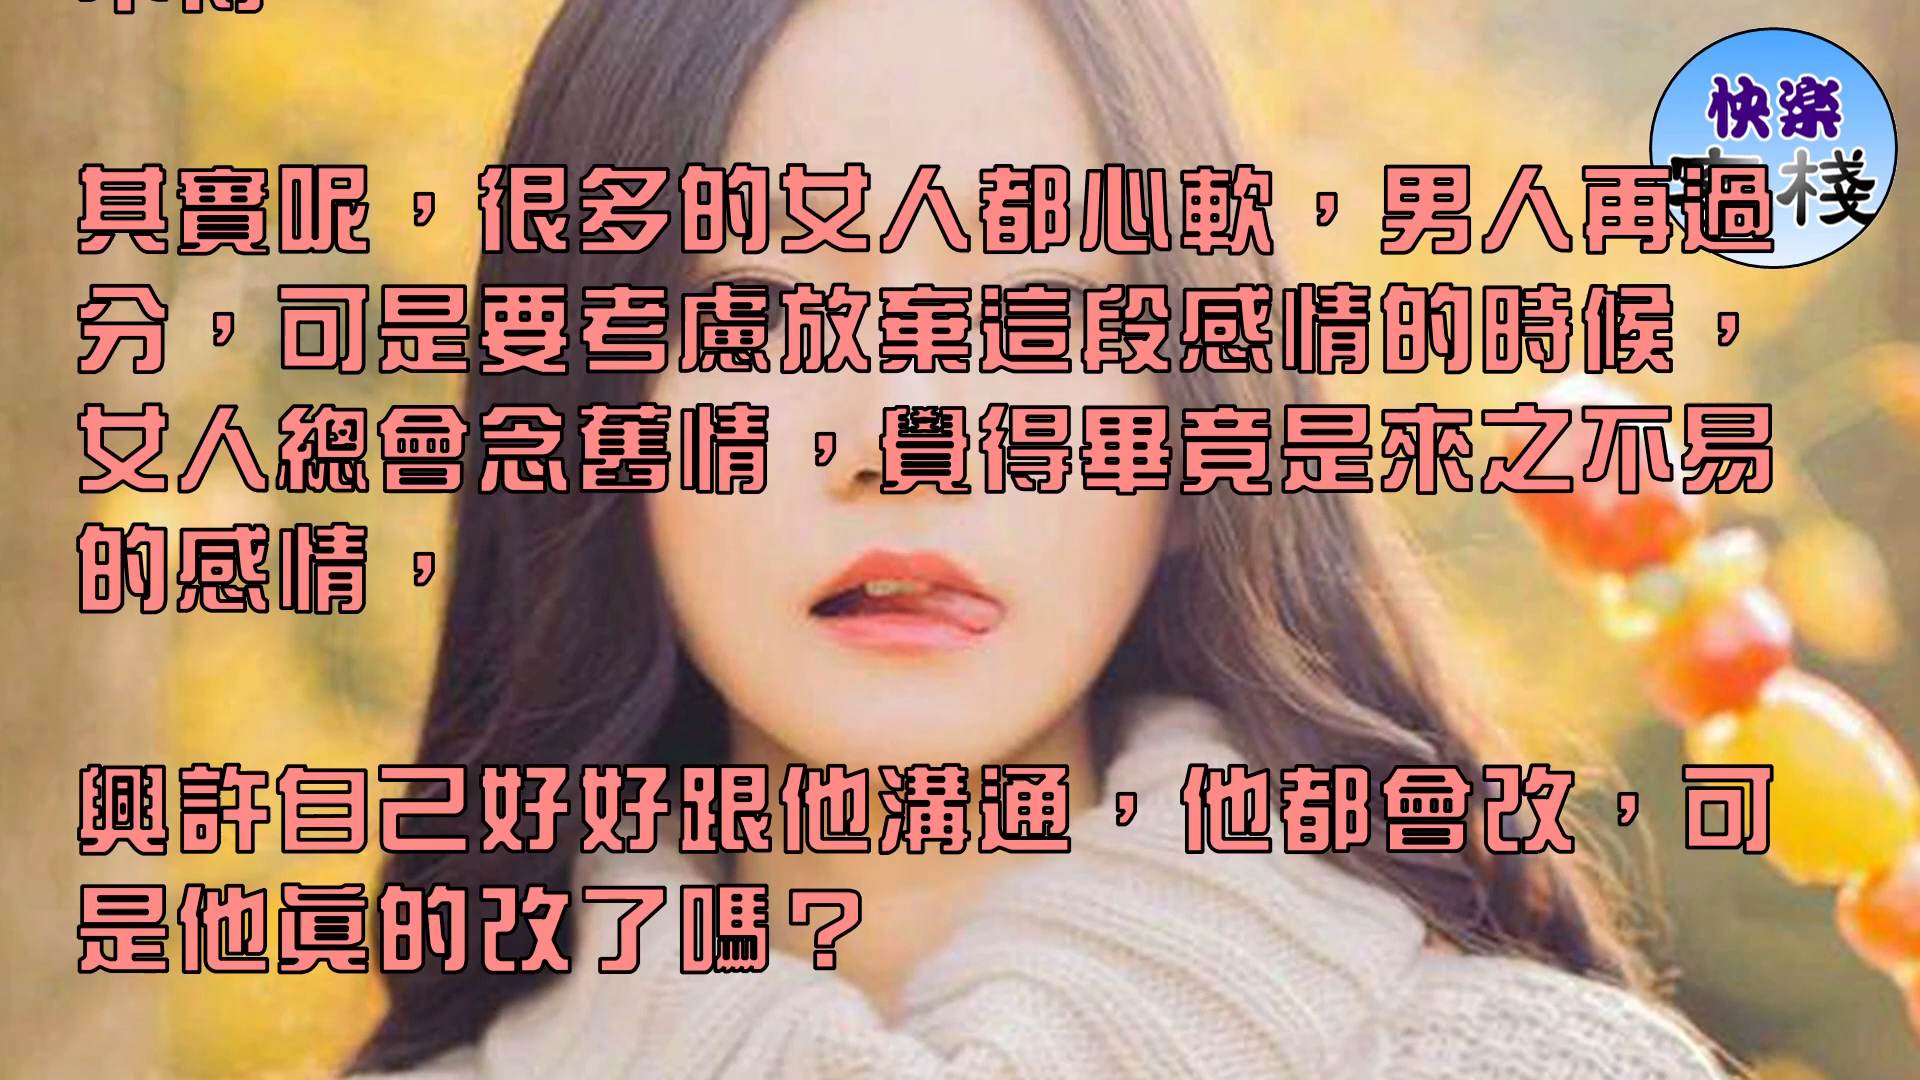 快楽
客栈
其實呢，很多的女人都心軟，男人再過
分，可是要考慮放棄這段感情的時候，
女人總會念舊情，覺得畢竟是來之不易
的感情，
興許自己好好跟他溝通，他都會改，可
是他真的改了嗎？